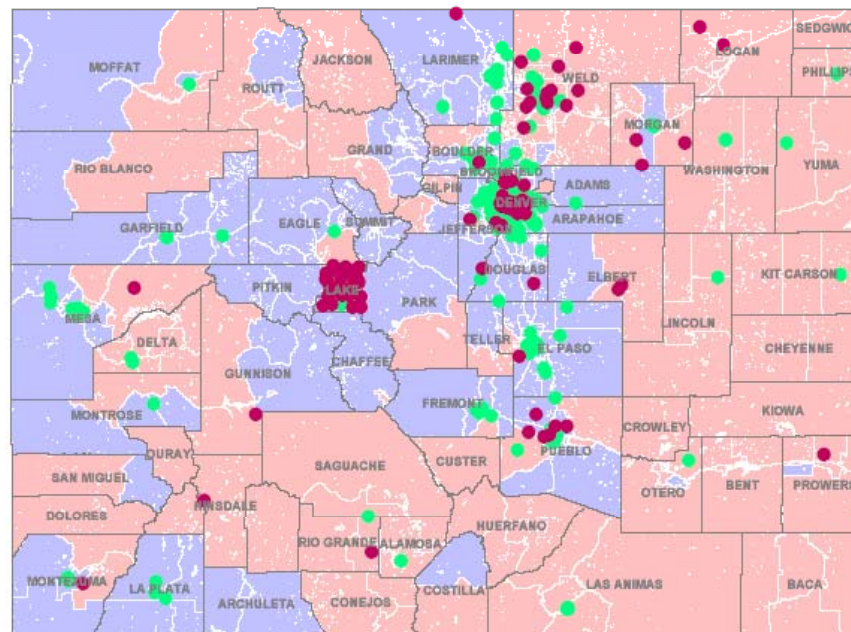 SEDGWIC
LOGAN
JACKSON
LARIMER
MOFFAT
WELD
PHILLIPS
ROUTT
MORGAN
GRAND
BOULDER
RIO BLANCO
WASHINGTON
YUMA
BROOMFIELD
GILPIN
ADAMS
DENVER
EAGLE
SUMMIT
GARFIELD
JEFFERSON
ARAPAHOE
DOUGLAS
ELBERT
KIT CARSON
PITKIN
LAKE
PARK
MESA
LINCOLN
DELTA
TELLER
EL PASO
CHEYENNE
CHAFFEE
GUNNISON
FREMONT
MONTROSE
KIOWA
CROWLEY
OURAY
PUEBLO
SAGUACHE
CUSTER
SAN MIGUEL
BENT
PROWERS
OTERO
HINSDALE
DOLORES
HUERFANO
RIO GRANDE
ALAMOSA
MONTEZUMA
LA PLATA
LAS ANIMAS
BACA
COSTILLA
ARCHULETA
CONEJOS